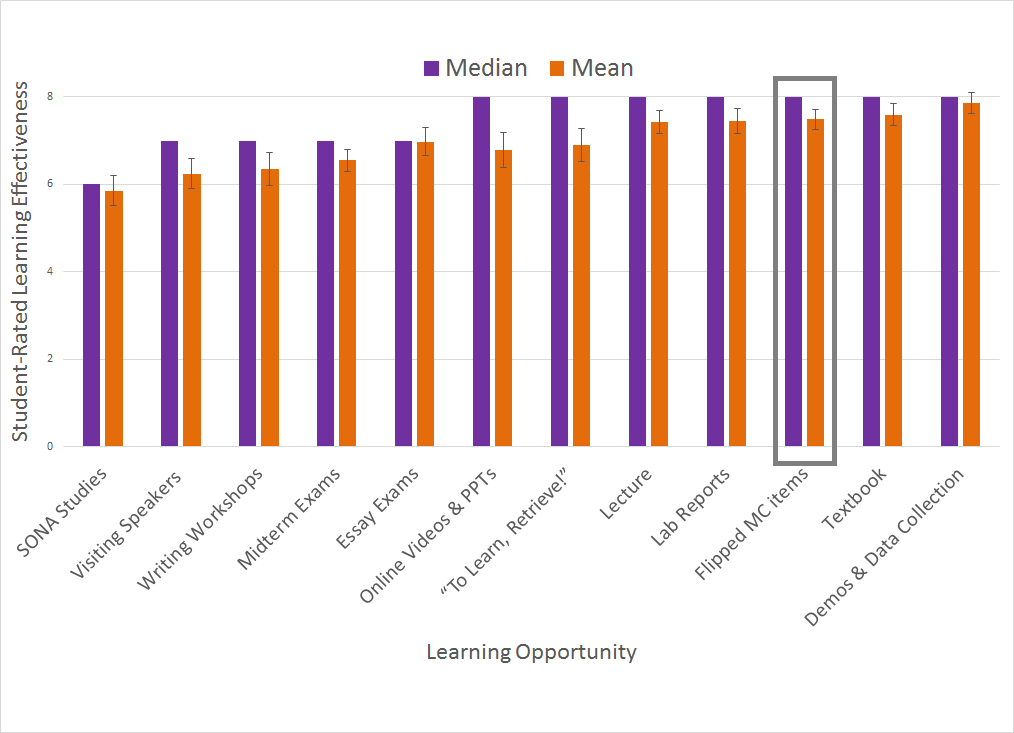 Median Mean
Student-Rated Learning Effectiveness
8
6
4
2
0
SONA Studies
Visiting Speakers
Writing Workshops
Midterm Exams
Essay Exams
Online Videos & PPTs
“To Learn, Retrieve!”
Lecture
Lab Reports
Flipped MC items
Textbook
Demos & Data Collection
Learning Opportunity